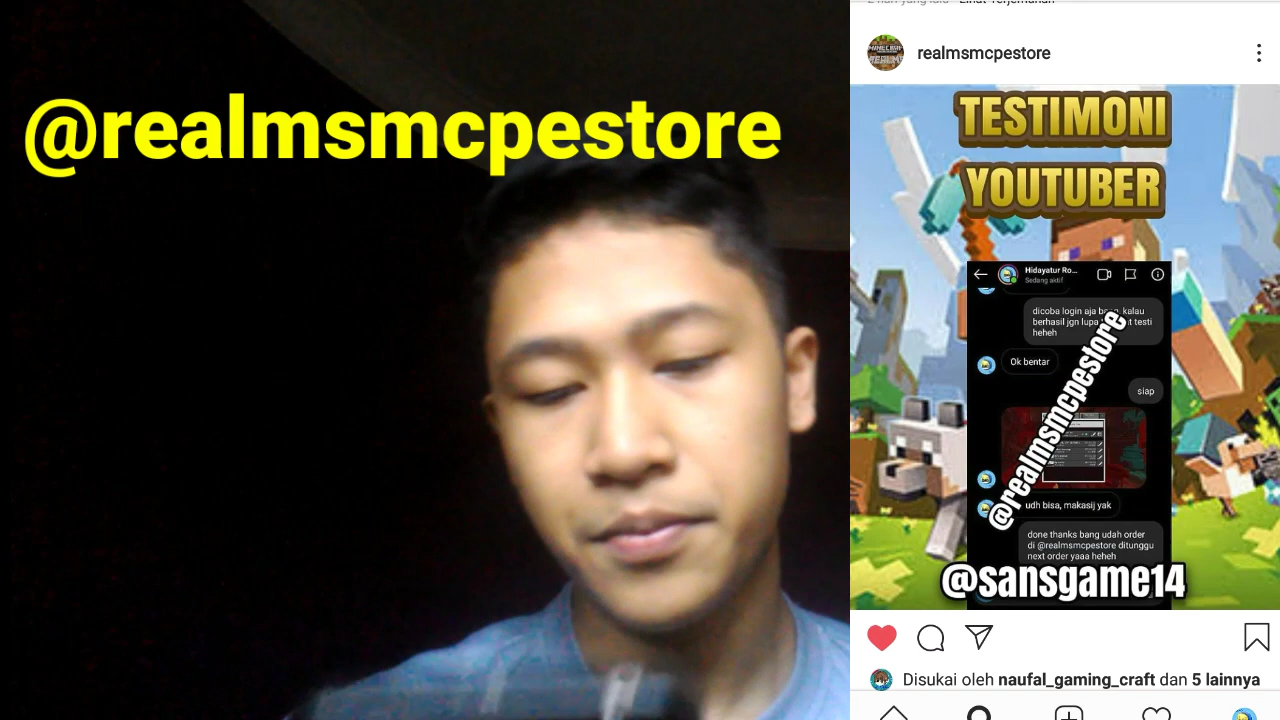 @realmsmcpestore
realmsmcpestore
TESTIMONI
YOUTUBER
Hidayatur Ro...
Sedang aktif
dicoba login aja bang, kalau
berhasil jgn lupa testi
heheh
Ok bentar
siap
@realmsmcpestore
udh bisa, makasij yak
done thanks bang udah order
di @realmsmcpestore ditunggu
next order yaaa heheh
@sansgame14
Disukai oleh naufal_gaming_craft dan 5 lainnya